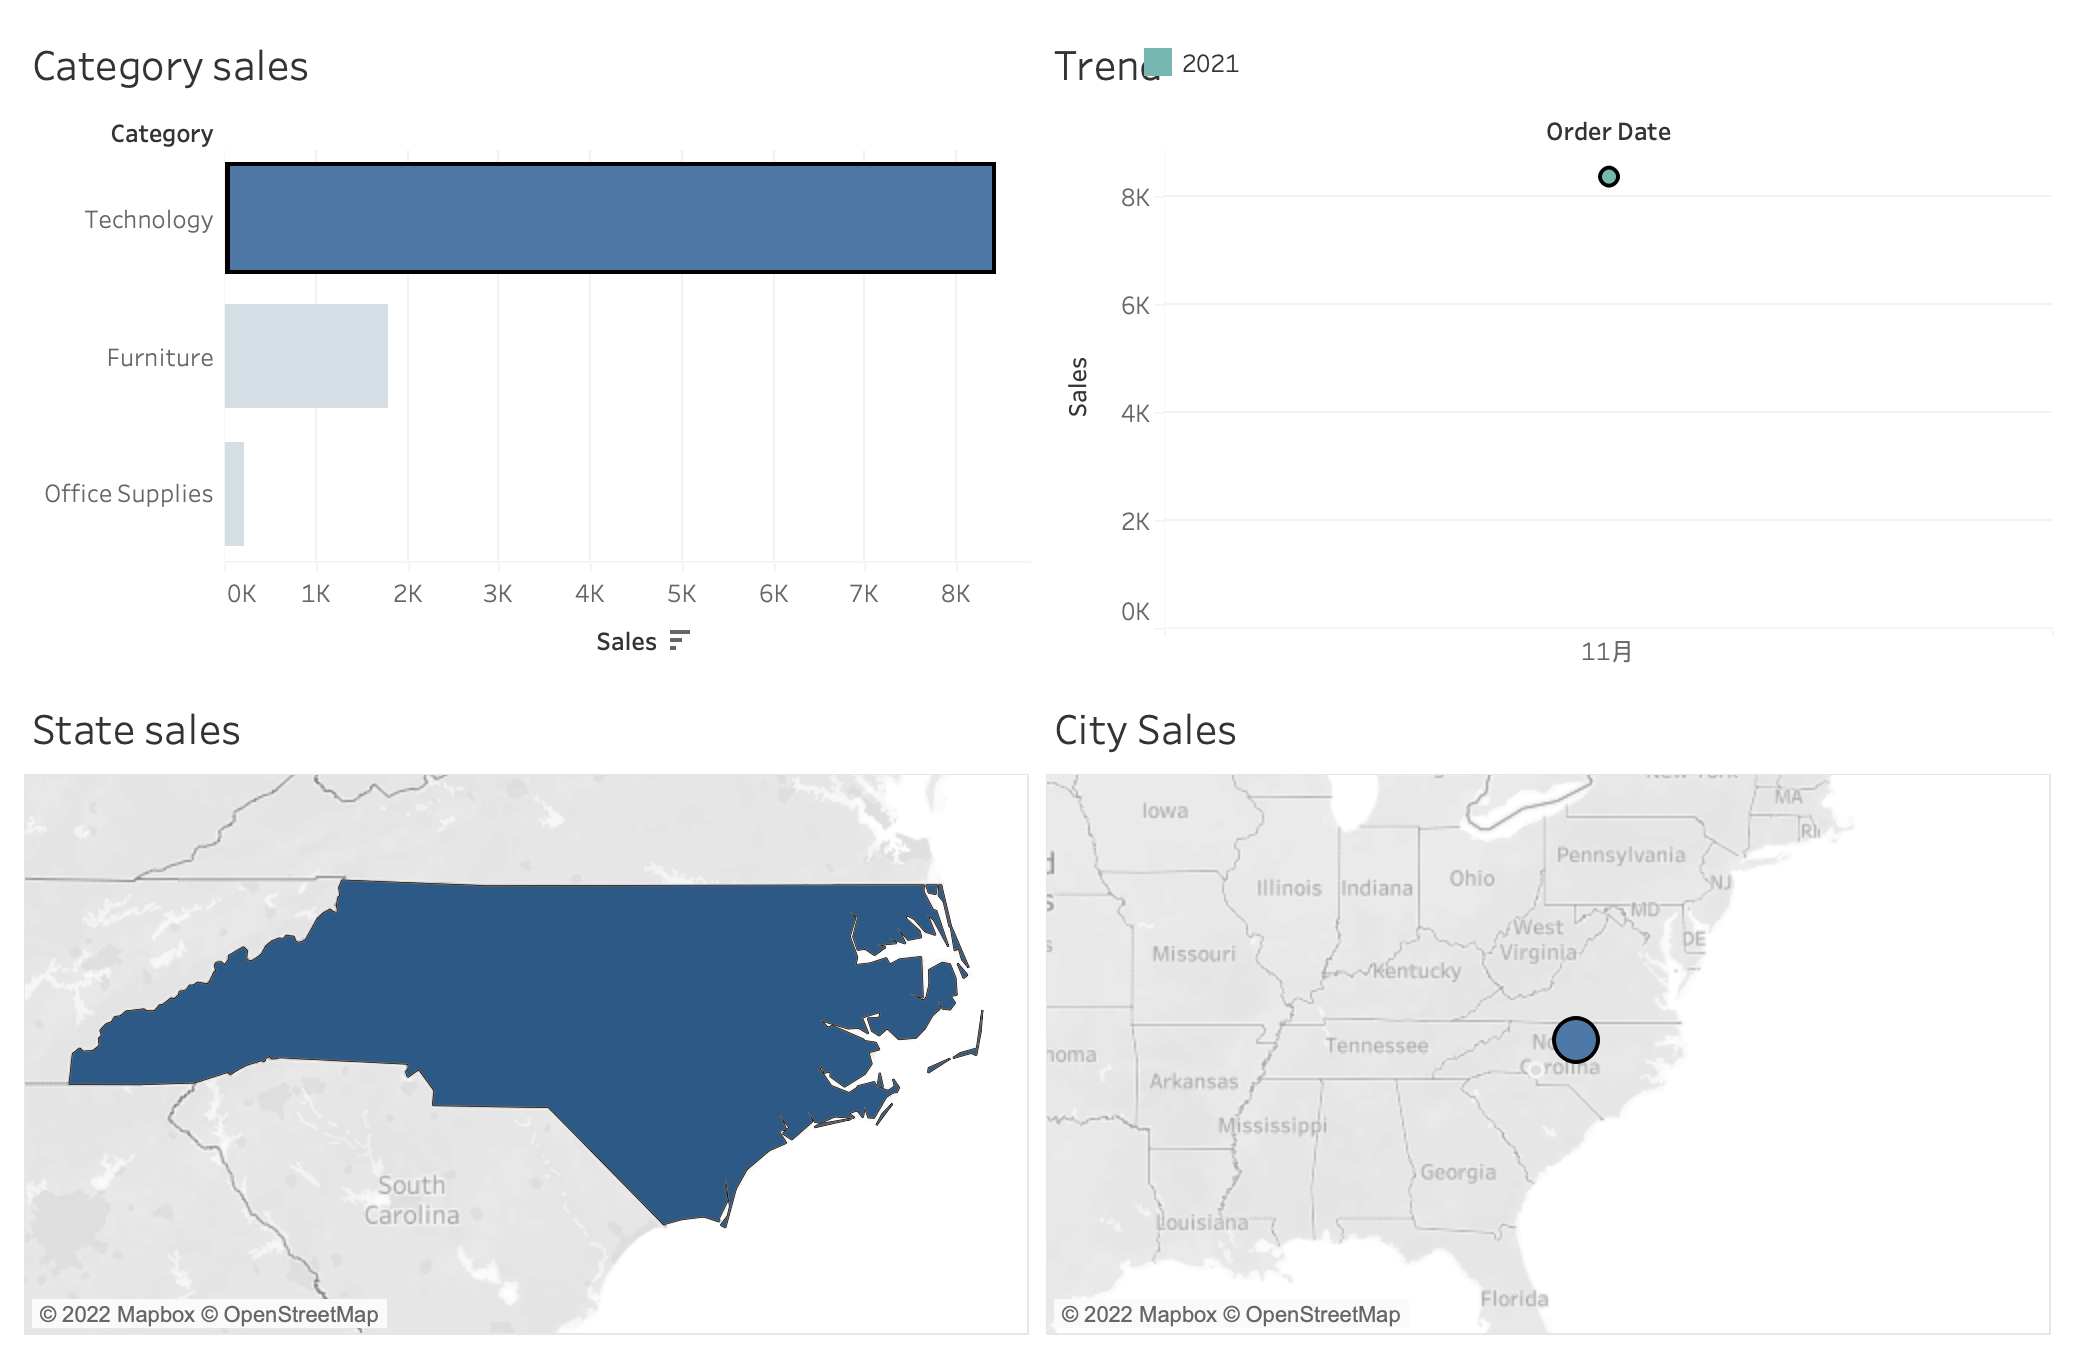 Category sales
Category
Technology
Furniture
Office Supplies
0K 1K 2K 3K 4K 5K 6K 7K 8K
Sales
Trend
2021
Order Date
8K
6K
4K
2K
0K
Sales
11月
State sales
South
Carolina
© 2022 Mapbox © OpenStreetMap
City Sales
Iowa
MA
RI
Pennsylvania
Illinois
Indiana
Ohio
NJ
MD
West
Virginia
DE
Missouri
Kentucky
Tennessee
Carolina
Arkansas
Mississippi
Georgia
Louisiana
Florida
© 2022 Mapbox © OpenStreetMap